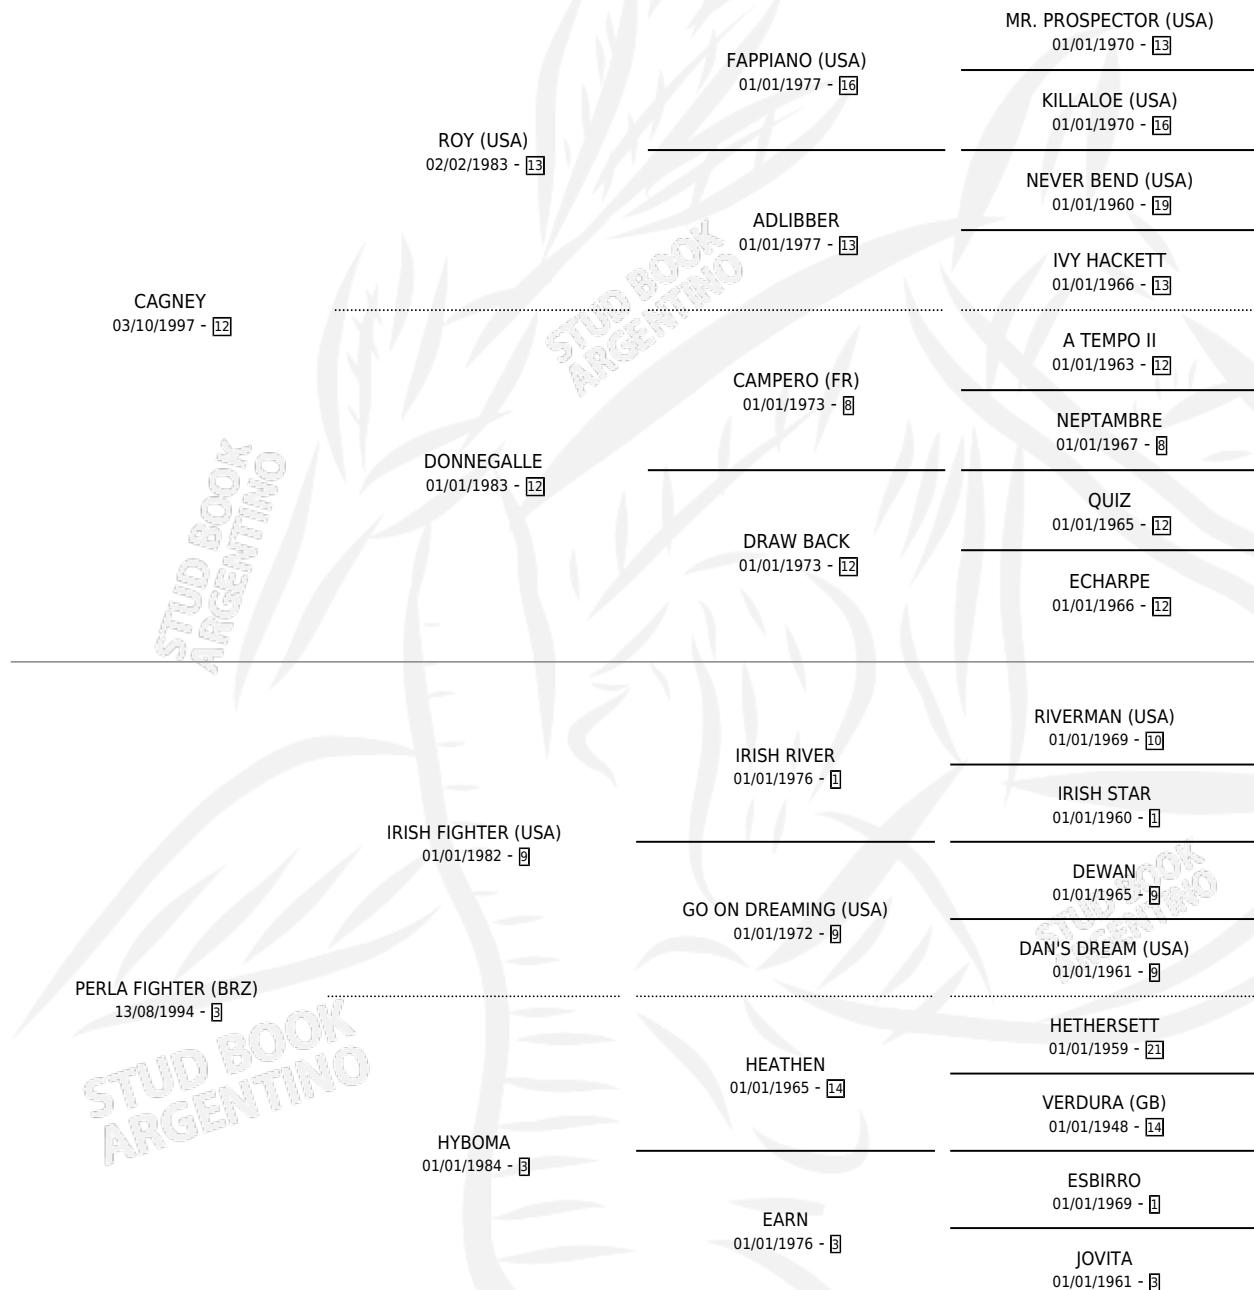 MR. PROSPECTOR (USA)
01/01/1970 - 13
FAPPIANO (USA)
01/01/1977 - 16
KILLALOE (USA)
01/01/1970 - 16
ROY (USA)
02/02/1983 - 13
NEVER BEND (USA)
01/01/1960 - 19
ADLIBBER
01/01/1977 - 13
IVY HACKETT
01/01/1966 - 13
CAGNEY
03/10/1997 - 12
STUD BOOK
ARGENTINO
A TEMPO II
01/01/1963 - 12
CAMPERO (FR)
01/01/1973 - 8
NEPTAMBRE
01/01/1967 - 8
DONNEGALLE
01/01/1983 - 12
QUIZ
01/01/1965 - 12
DRAW BACK
01/01/1973 - 12
ECHARPE
01/01/1966 - 12
STUD BOOK
ARGENTINO
RIVERMAN (USA)
01/01/1969 - 10
IRISH RIVER
01/01/1976 - 1
IRISH STAR
01/01/1960 - 1
IRISH FIGHTER (USA)
01/01/1982 - 9
DEWAN
01/01/1965 - 9
GO ON DREAMING (USA)
01/01/1972 - 9
STUD BOOK
ARGENTINO
DAN'S DREAM (USA)
01/01/1961 - 9
PERLA FIGHTER (BRZ)
13/08/1994 - 3
HETHERSETT
01/01/1959 - 21
HEATHEN
01/01/1965 - 14
STUD BOOK
ARGENTINO
VERDURA (GB)
01/01/1948 - 14
HYBOMA
01/01/1984 - 3
ESBIRRO
01/01/1969 - 1
EARN
01/01/1976 - 3
JOVITA
01/01/1961 - 3